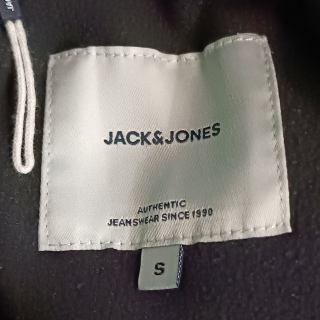 JACK&JONES
AUTHENTIC
JEANSWEAR SINCE 1990
S